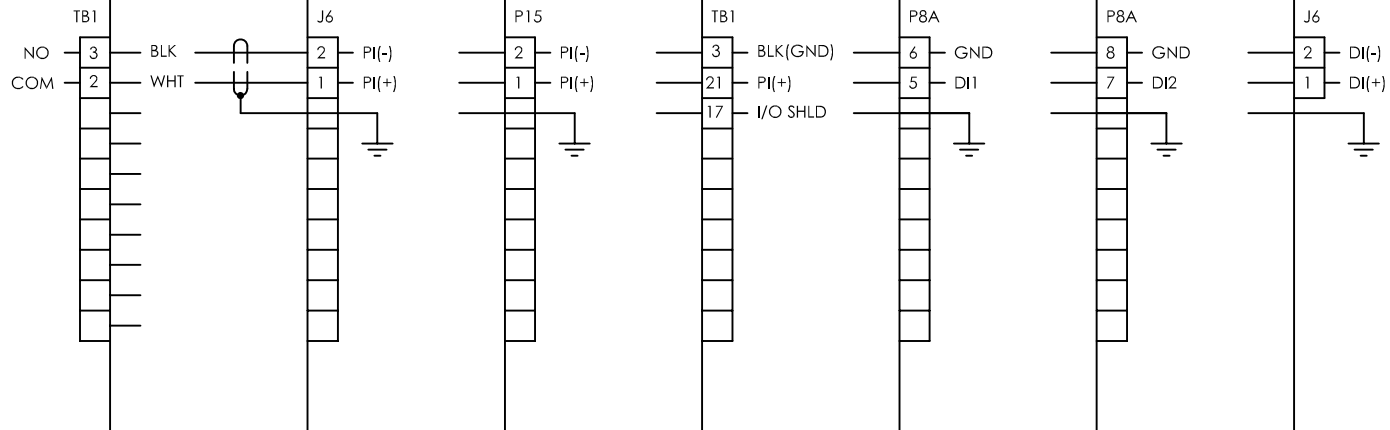 TB1 J6 P15 TB1 P8A P8A J6
NO 3 BLK 2 PI(-) 2 PI(-) 3 BLK(GND) 6 GND 8 GND 2 DI(-)
COM 2 WHT 1 PI(+) 1 PI(+) 21 PI(+) 5 DI1 7 DI2 1 DI(+)
17 I/O SHLD